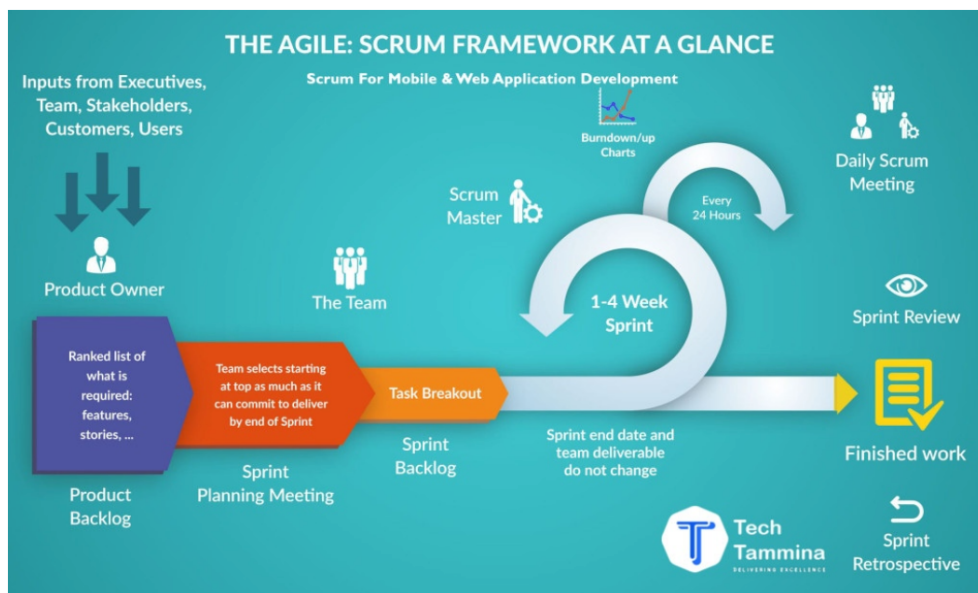 THE AGILE: SCRUM FRAMEWORK AT A GLANCE
Scrum For Mobile & Web Application Development
Inputs from Executives,
Team, Stakeholders,
Customers, Users
Burndown/up
Charts
Daily Scrum
Meeting
Scrum
Master
Every
24 Hours
Product Owner
The Team
1-4 Week
Sprint
Sprint Review
Ranked list of
what is
required:
features,
stories, ...
Team selects starting
at top as much as it
can commit to deliver
by end of Sprint
Task Breakout
Product
Backlog
Sprint
Planning Meeting
Sprint
Backlog
Sprint end date and
team deliverable
do not change
Finished work
Tech
Tammina
DELIVERING EXCELLENCE
Sprint
Retrospective